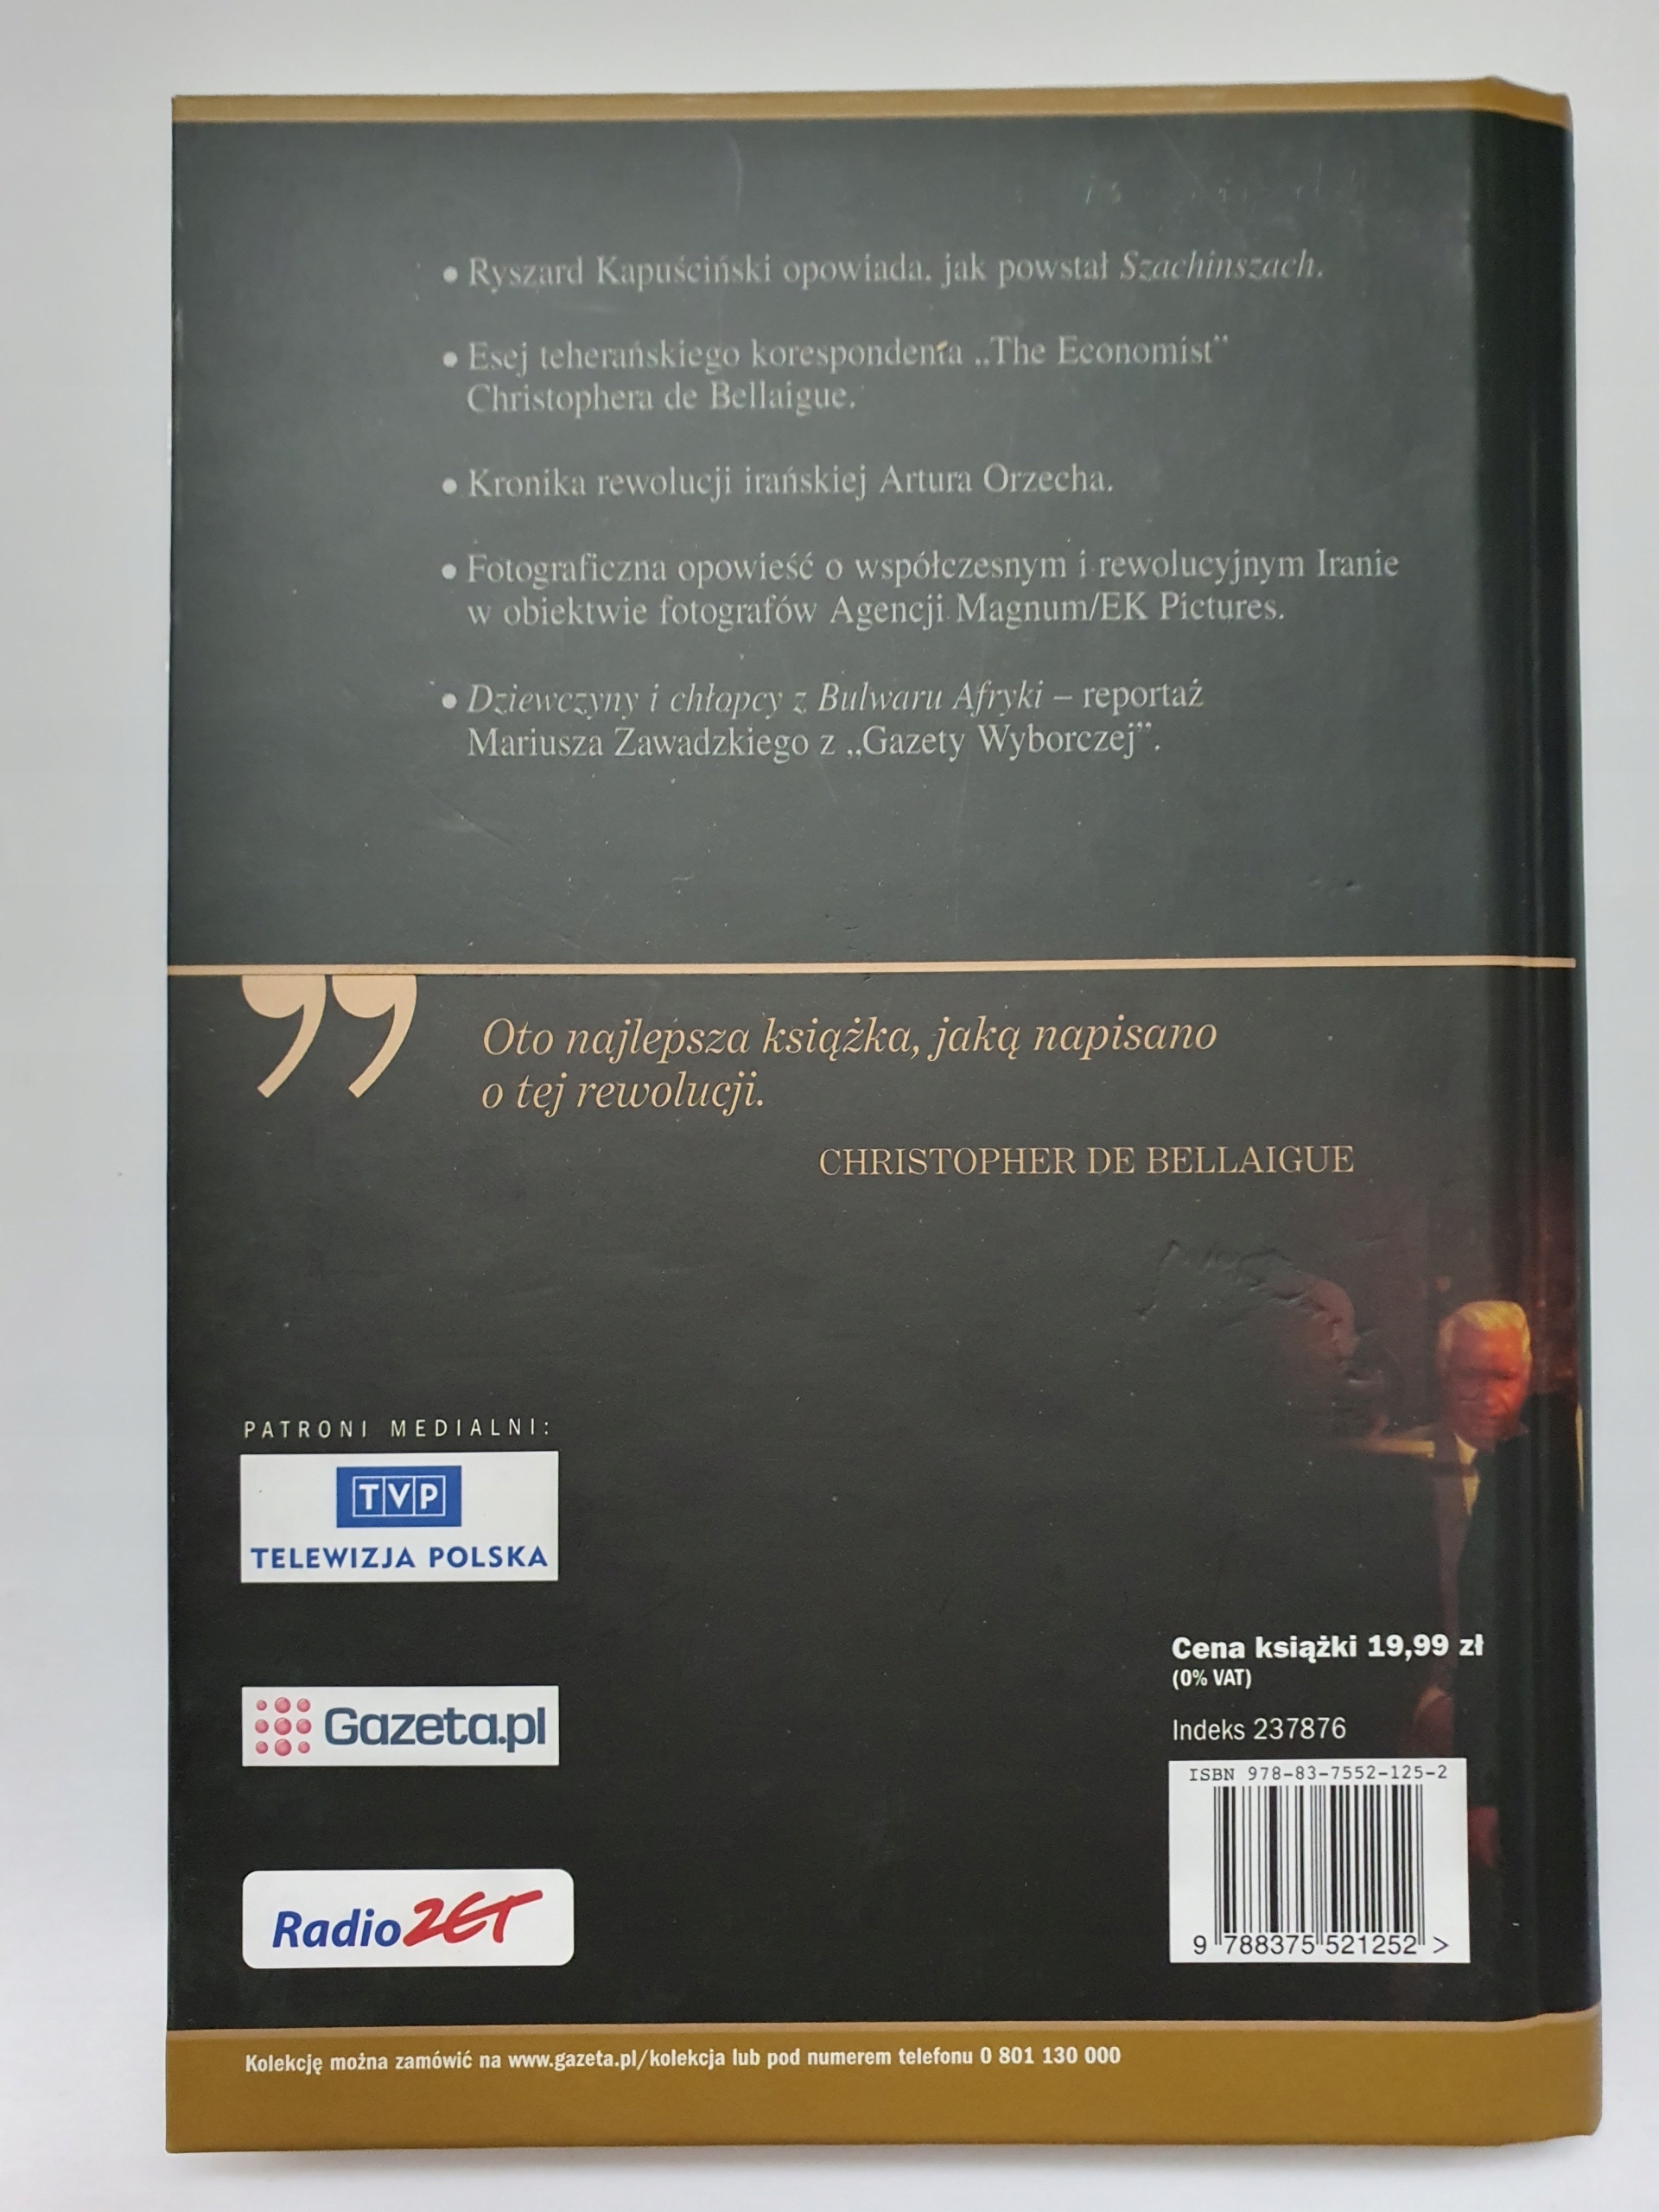 • Ryszard Kapuściński opowiada, jak powstał Szachinszach.
• Esej teherańskiego korespondenta „The Economist”
Christophera de Bellaigue.
• Kronika rewolucji irańskiej Artura Orzecha.
• Fotograficzna opowieść o współczesnym i rewolucyjnym Iranie
w obiektwie fotografów Agencji Magnum/EK Pictures.
• Dziewczyny i chłopcy z Bulwaru Afryki – reportaż
Mariusza Zawadzkiego z „Gazety Wyborczej”.
”
Oto najlepsza książka, jaką napisano
o tej rewolucji.
CHRISTOPHER DE BELLAIGUE
PATRONI MEDIALNI:
TVP
TELEWIZJA POLSKA
Gazeta.pl
Radio ZET
Cena książki 19,99 zł
(0% VAT)
Indeks 237876
ISBN 978-83-7552-125-2
9 788375 521252 >
Kolekcję można zamówić na www.gazeta.pl/kolekcja lub pod numerem telefonu 0 801 130 000